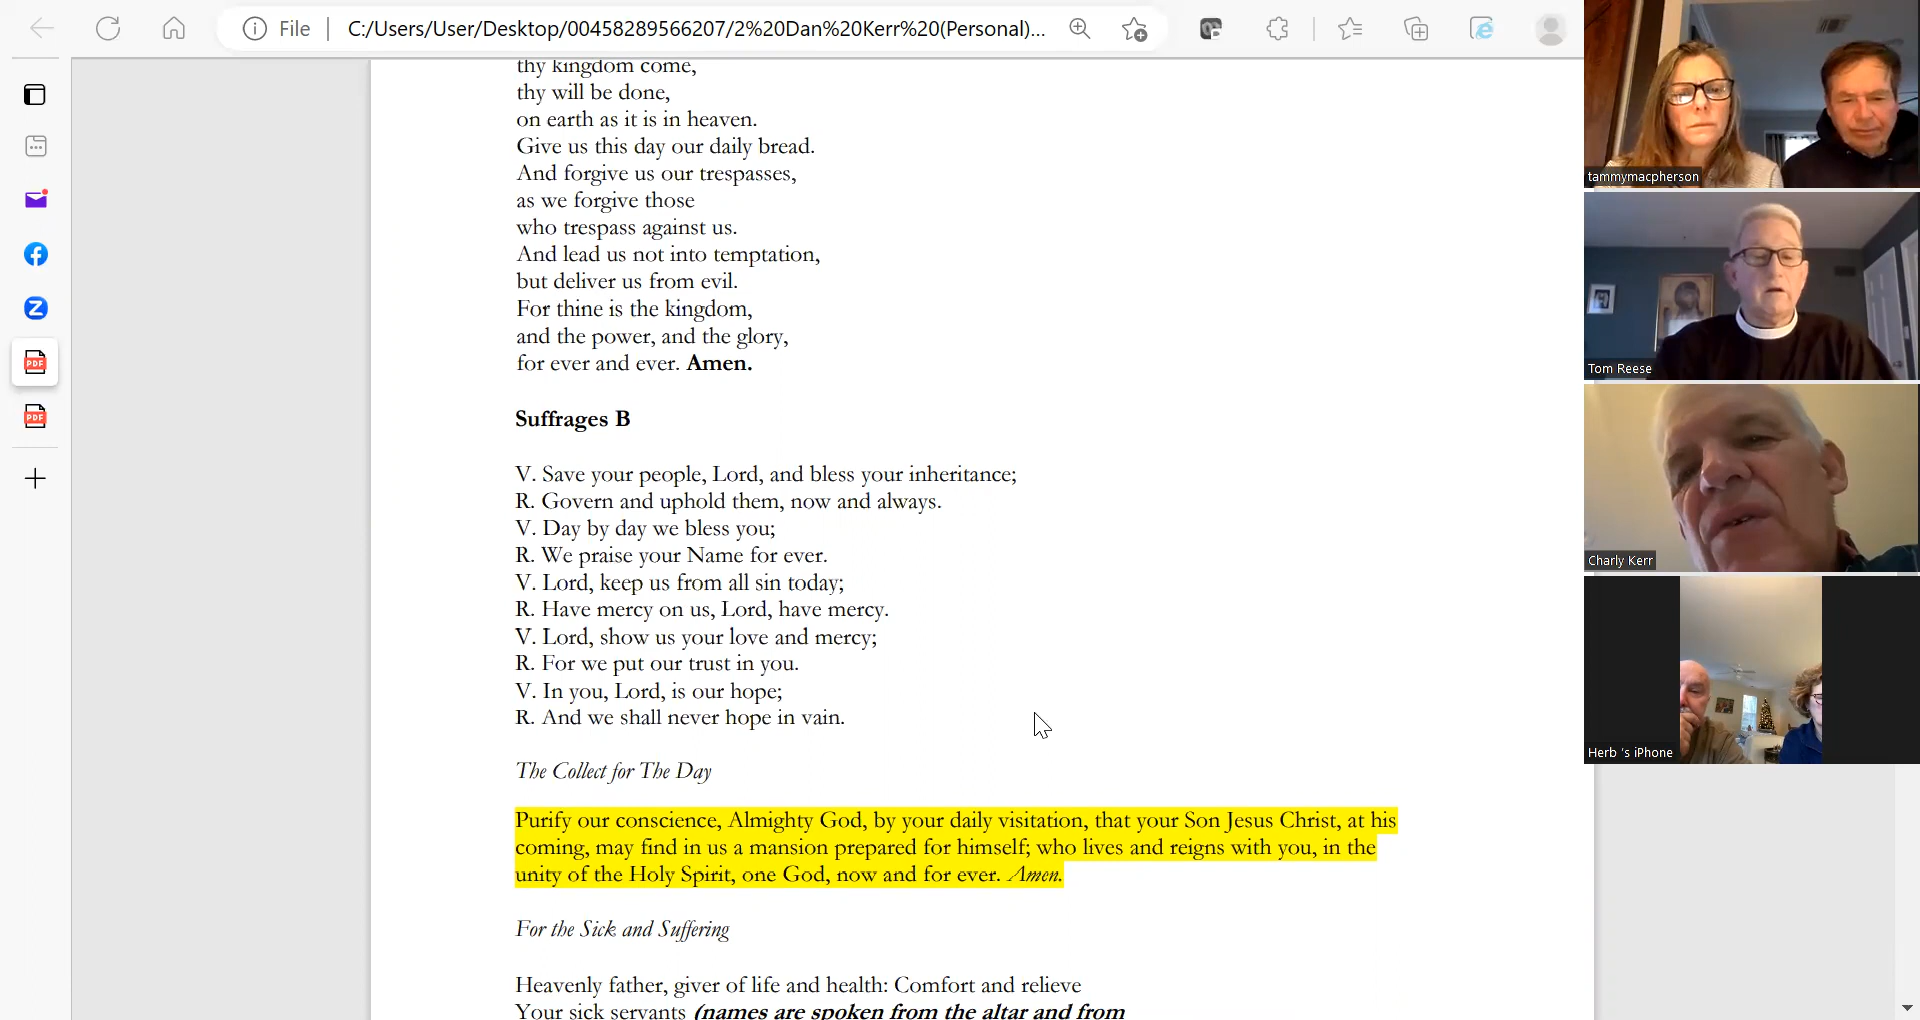 File
C:/Users/User/Desktop/00458289566207/2%20Dan%20Kerr%20(Personal)...
thy kingdom come,
thy will be done,
on earth as it is in heaven.
Give us this day our daily bread.
And forgive us our trespasses,
as we forgive those
who trespass against us.
And lead us not into temptation,
but deliver us from evil.
For thine is the kingdom,
and the power, and the glory,
for ever and ever. Amen.
Suffrages B
V. Save your people, Lord, and bless your inheritance;
R. Govern and uphold them, now and always.
V. Day by day we bless you;
R. We praise your Name for ever.
V. Lord, keep us from all sin today;
R. Have mercy on us, Lord, have mercy.
V. Lord, show us your love and mercy;
R. For we put our trust in you.
V. In you, Lord, is our hope;
R. And we shall never hope in vain.
The Collect for The Day
Purify our conscience, Almighty God, by your daily visitation, that your Son Jesus Christ, at his
coming, may find in us a mansion prepared for himself; who lives and reigns with you, in the
unity of the Holy Spirit, one God, now and for ever. Amen.
For the Sick and Suffering
Heavenly father, giver of life and health: Comfort and relieve
Your sick servants (names are spoken from the altar and from
Z
PDF
PDF
tammymacpherson
Tom Reese
Charly Kerr
Herb 's iPhone